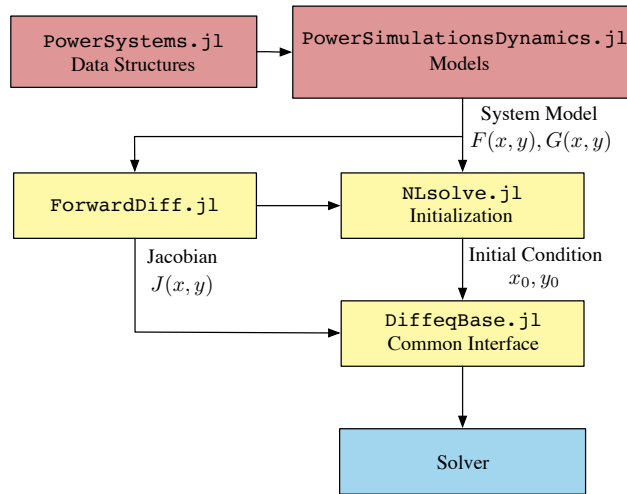 PowerSystems.jl
Data Structures
PowerSimulationsDynamics.jl
Models
System Model
F(x, y), G(x, y)
ForwardDiff.jl
NLsolve.jl
Initialization
Jacobian
J(x, y)
Initial Condition
x₀, y₀
DiffeqBase.jl
Common Interface
Solver